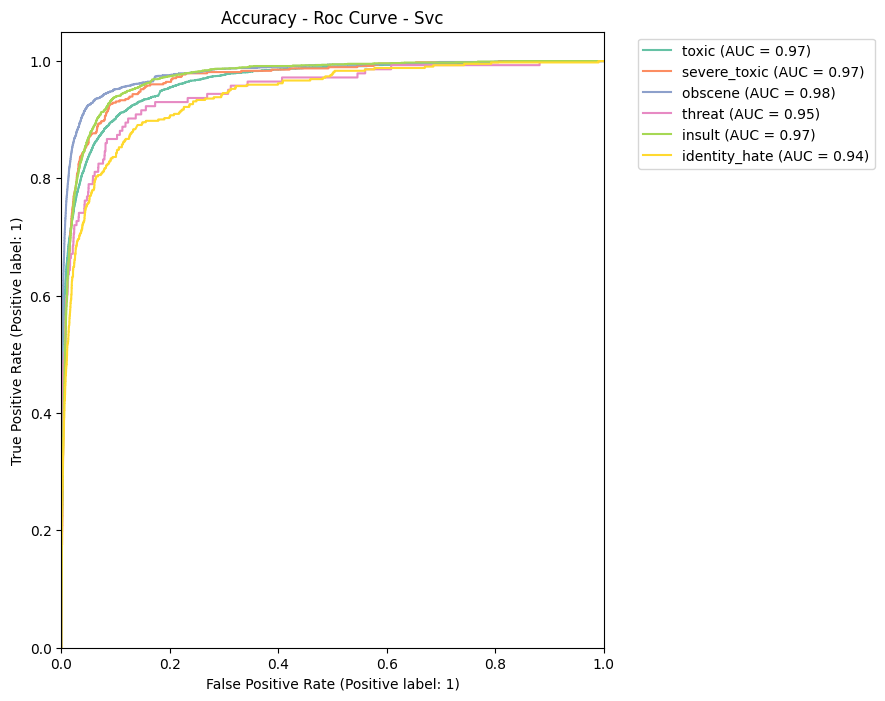 Accuracy - Roc Curve - Svc
toxic (AUC = 0.97)
severe_toxic (AUC = 0.97)
obscene (AUC = 0.98)
threat (AUC = 0.95)
insult (AUC = 0.97)
identity_hate (AUC = 0.94)
True Positive Rate (Positive label: 1)
1.0
0.8
0.6
0.4
0.2
0.0
0.0 0.2 0.4 0.6 0.8 1.0
False Positive Rate (Positive label: 1)